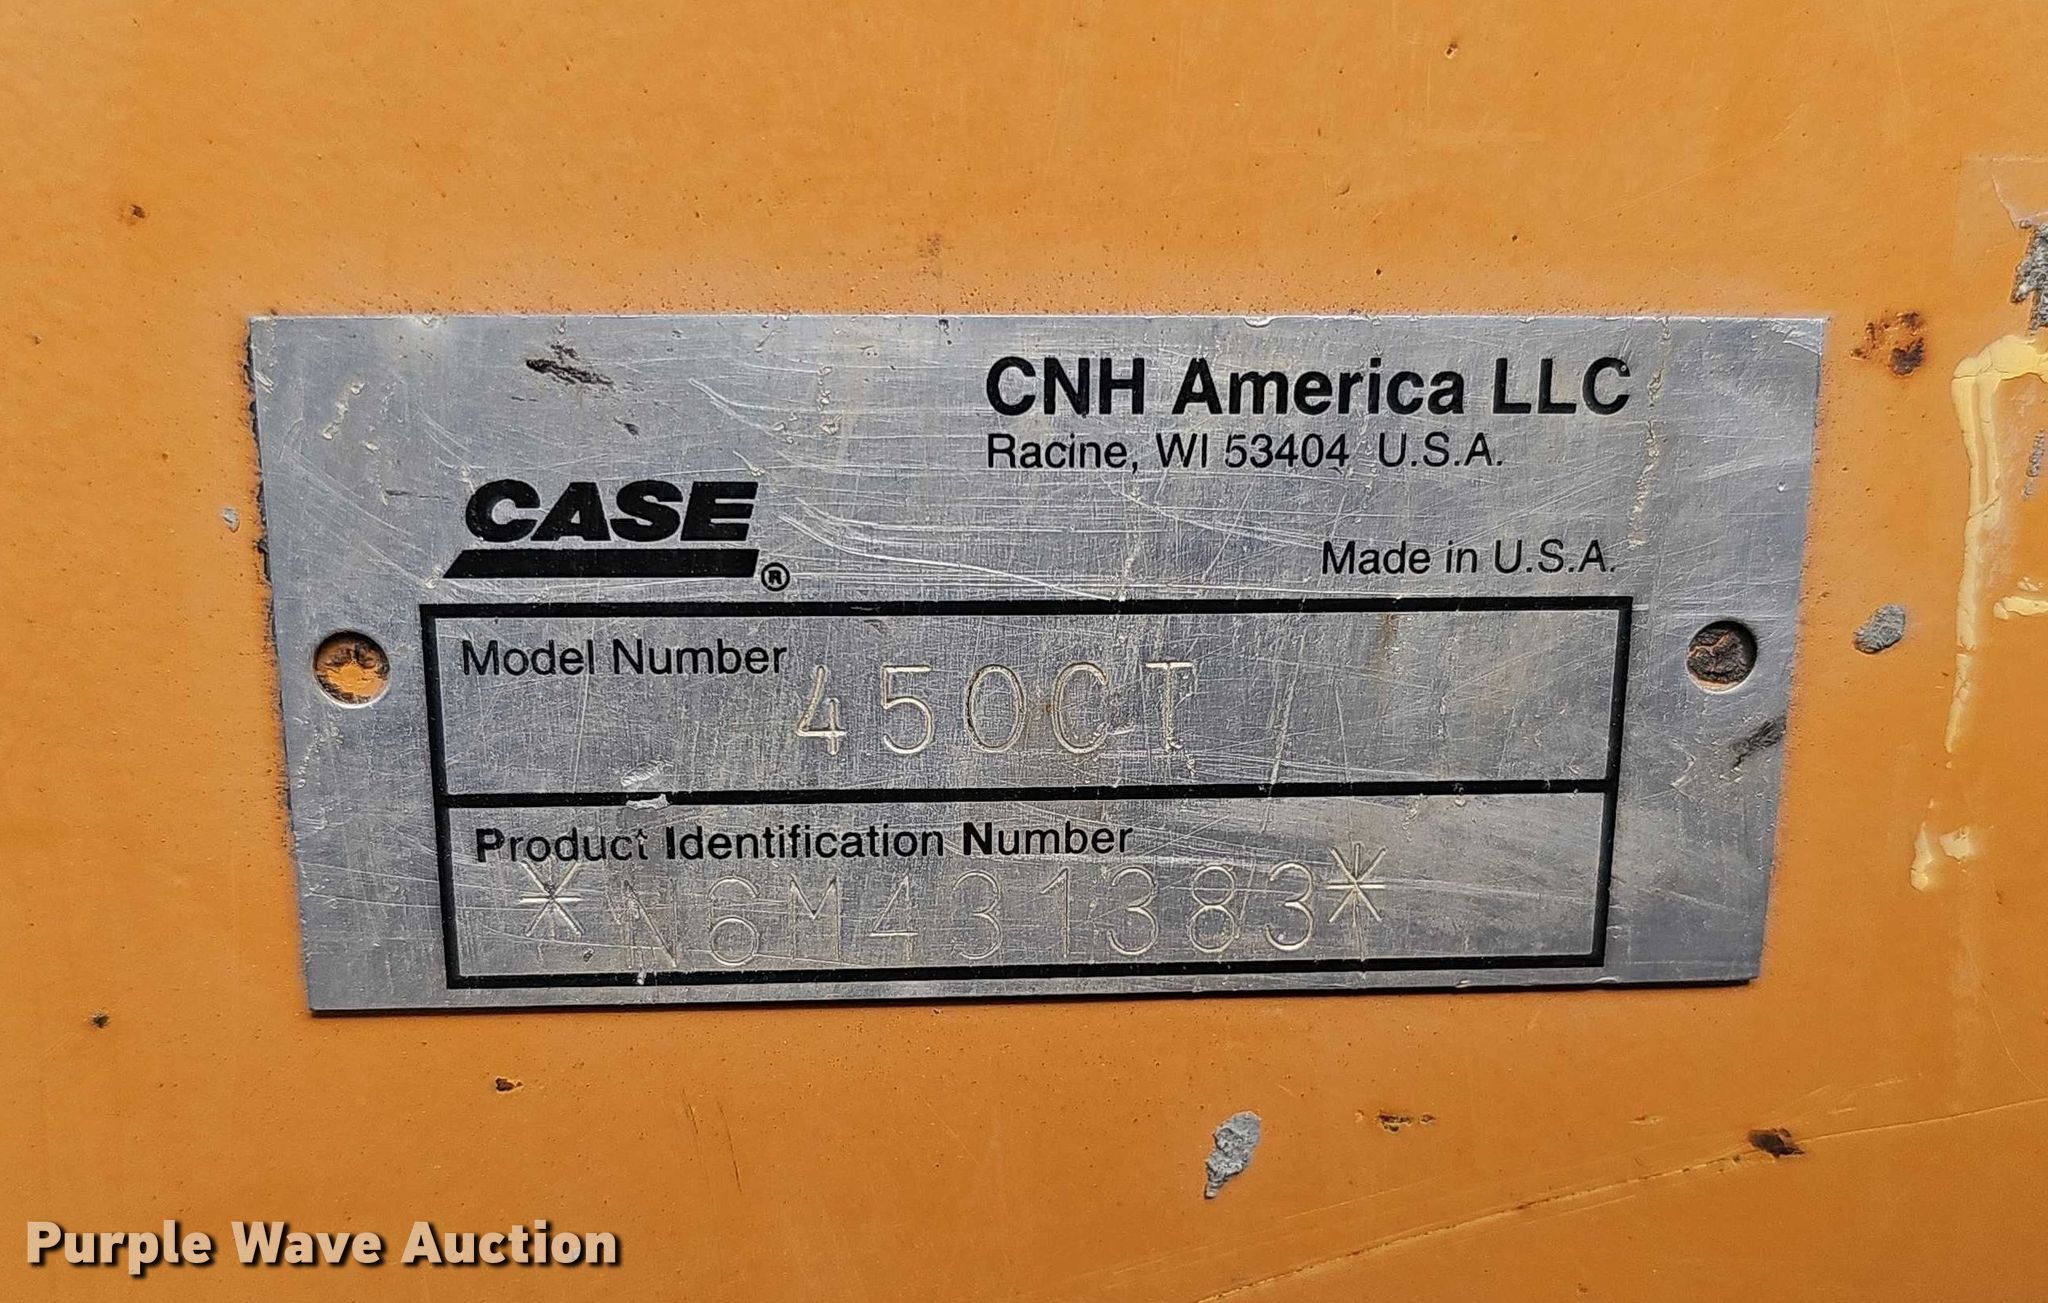 CNH America LLC
Racine, WI 53404 U.S.A.
CASE®
Made in U.S.A.
Model Number
450CT
Product Identification Number
*N6M431383*
Purple Wave Auction